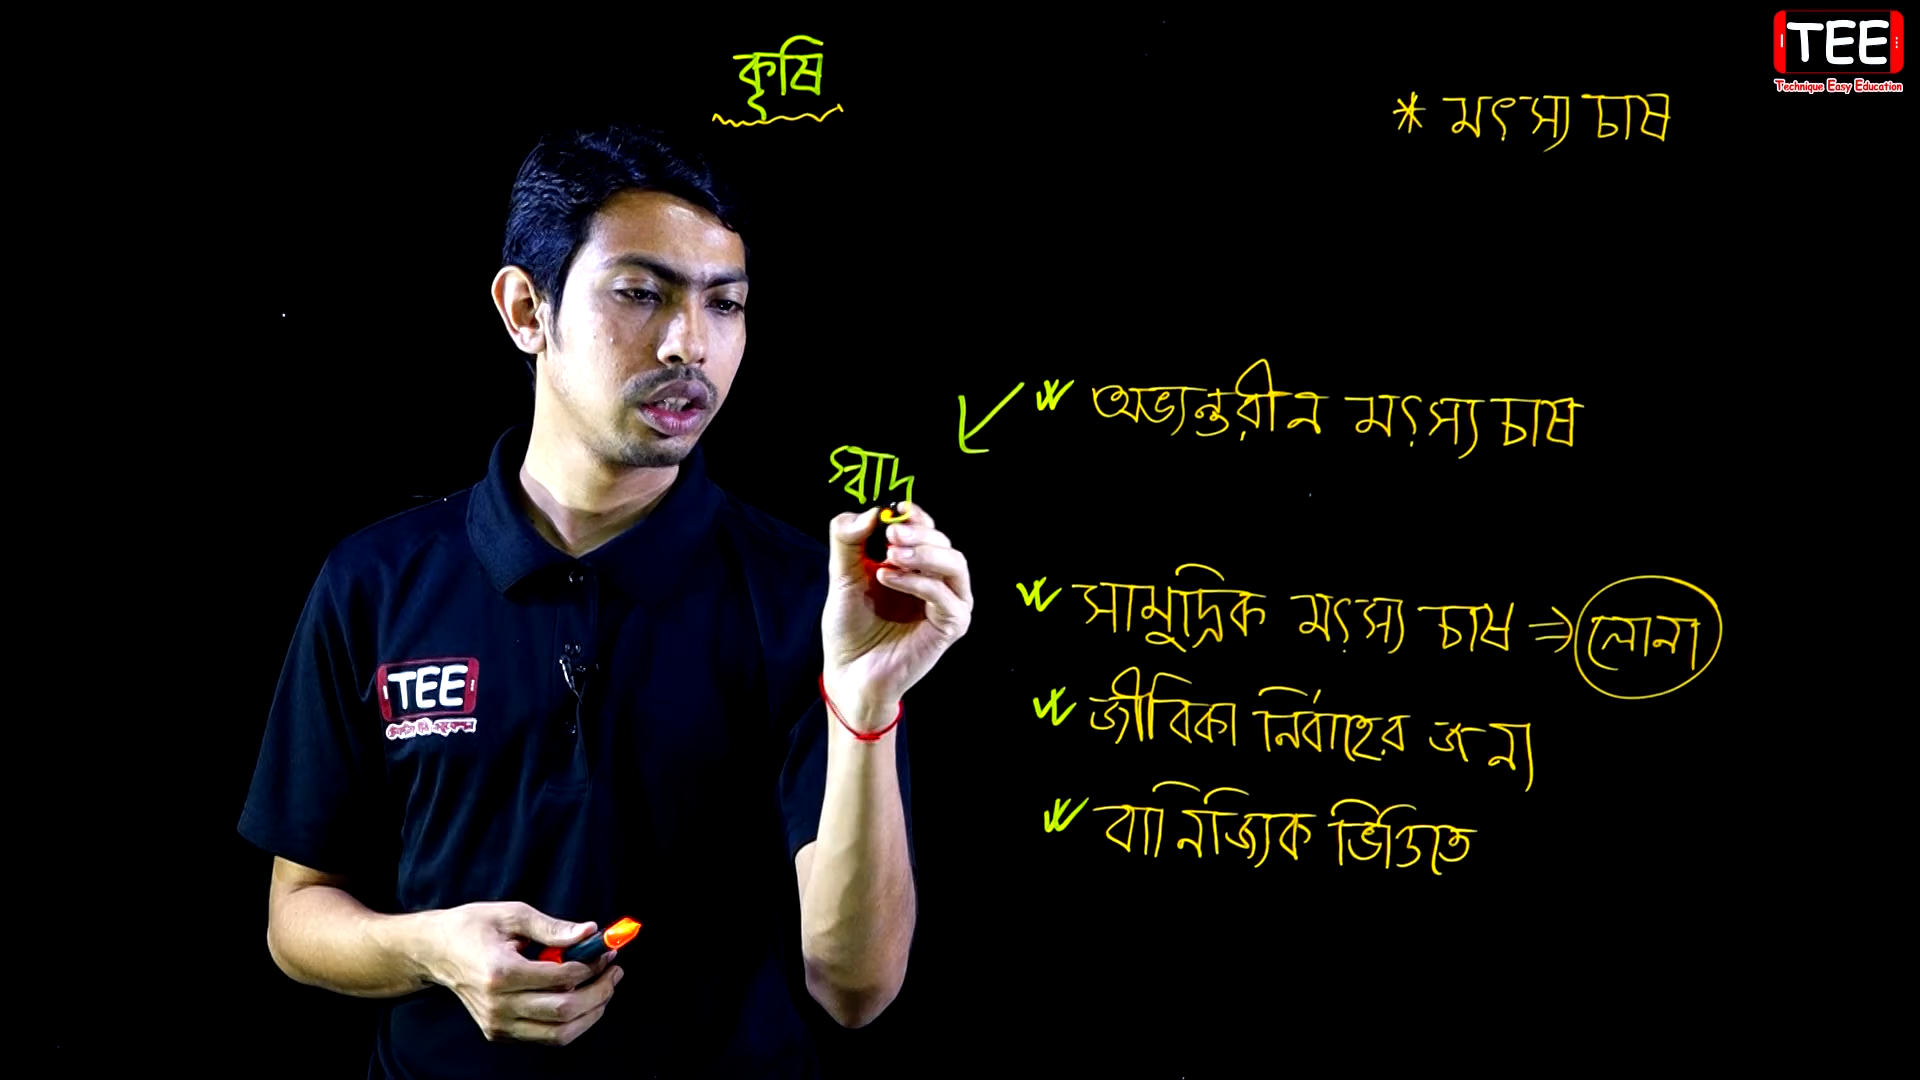 কৃষি
TEE
Technique Easy Education
* মৎস্য চাষ
অভ্যন্তরীন মৎস্য চাষ
স্বাদু
সামুদ্রিক মৎস্য চাষ ⇒ লোনা
জীবিকা নির্বাহের জন্য
বানিজ্যিক ভিত্তিতে
TEE